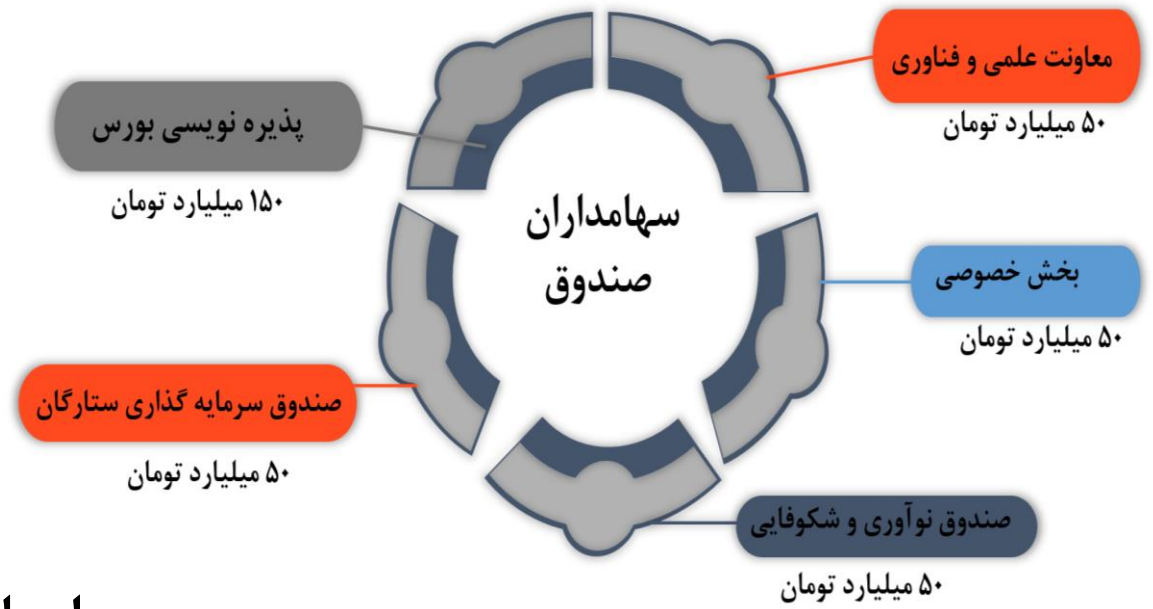 معاونت علمی و فناوری
۵۰ میلیارد تومان
پذیره نویسی بورس
۱۵۰ میلیارد تومان
سهامداران
صندوق
بخش خصوصی
۵۰ میلیارد تومان
صندوق سرمایه گذاری ستارگان
۵۰ میلیارد تومان
صندوق نوآوری و شکوفایی
۵۰ میلیارد تومان